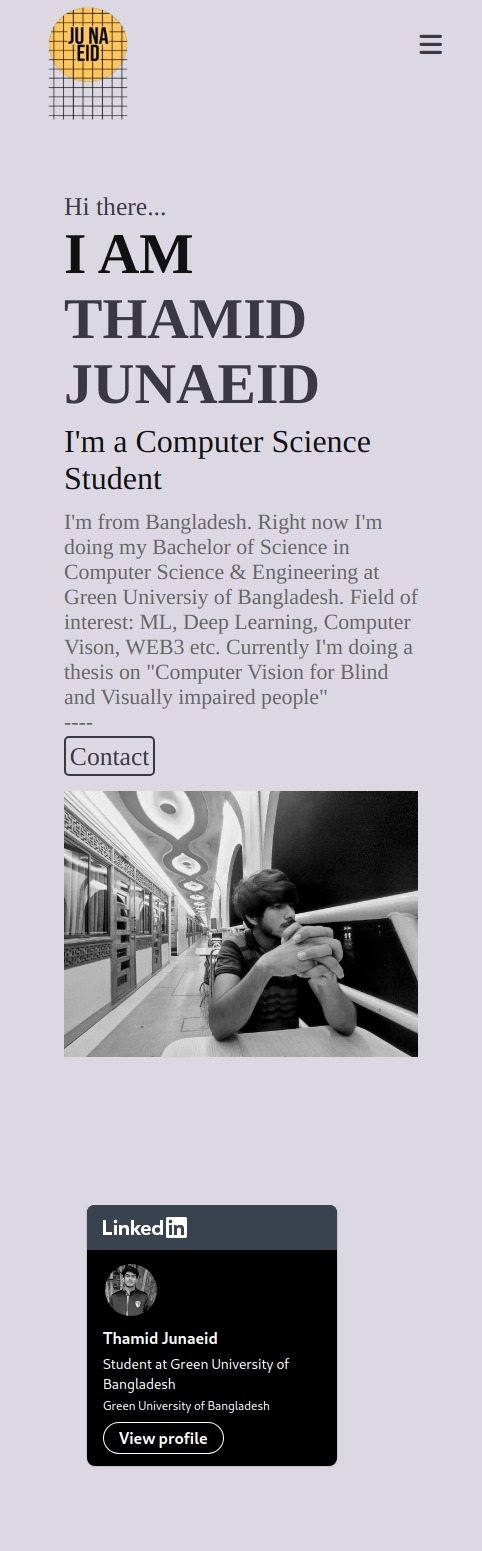 JU NA
EID
Hi there...
I AM
THAMID
JUNAEID
I'm a Computer Science
Student
I'm from Bangladesh. Right now I'm
doing my Bachelor of Science in
Computer Science & Engineering at
Green Universiy of Bangladesh. Field of
interest: ML, Deep Learning, Computer
Vison, WEB3 etc. Currently I'm doing a
thesis on "Computer Vision for Blind
and Visually impaired people"
----
Contact
Linkedin
Thamid Junaeid
Student at Green University of
Bangladesh
Green University of Bangladesh
View profile